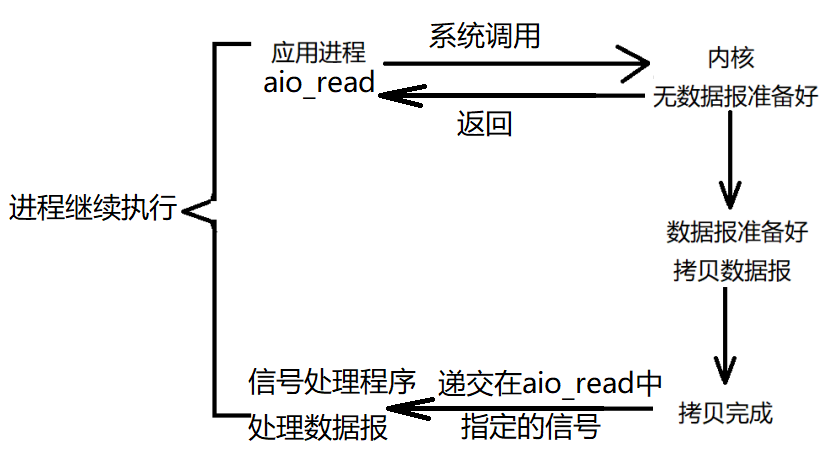 应用进程
aio_read
系统调用
返回
内核
无数据报准备好
进程继续执行
数据报准备好
拷贝数据报
信号处理程序
处理数据报
递交在aio_read中
指定的信号
拷贝完成